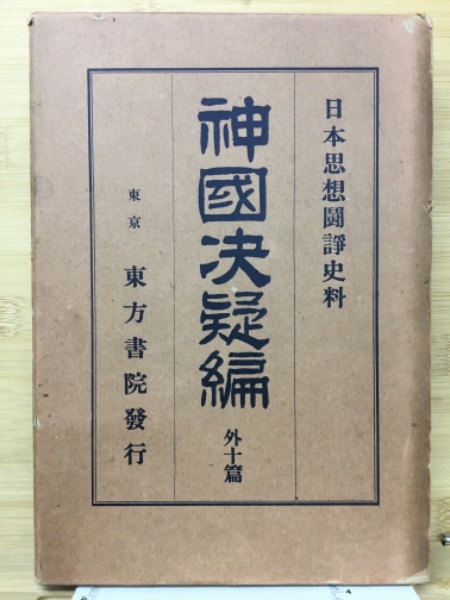 日本思想闘諍史料
神國决疑編 外十篇
東京 東方書院發行